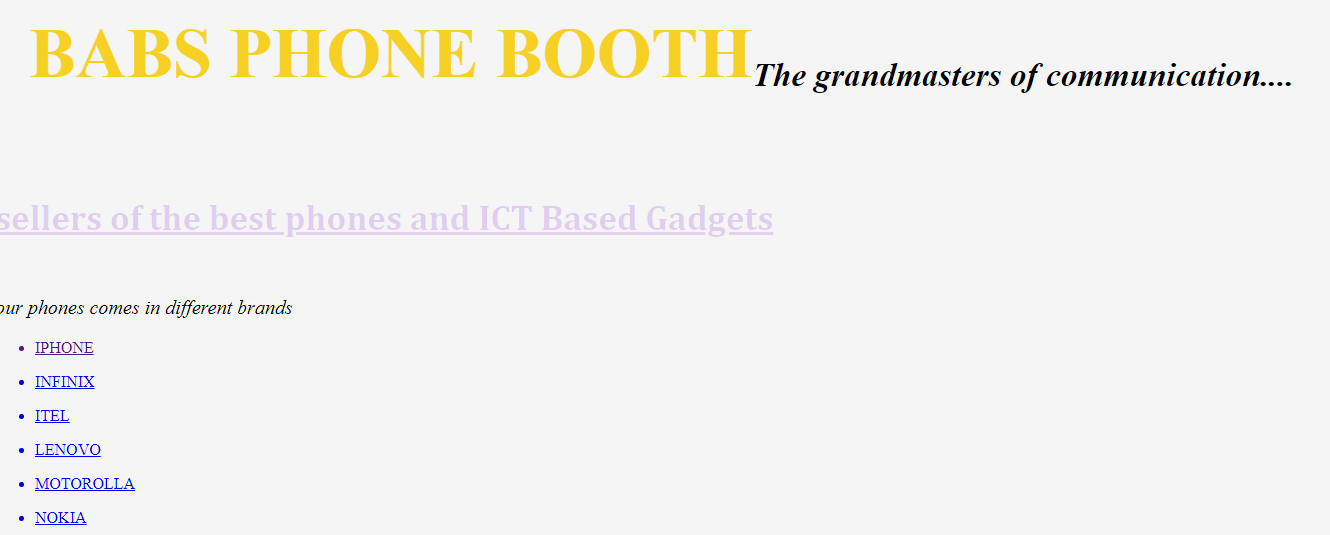 BABS PHONE BOOTH The grandmasters of communication....
sellers of the best phones and ICT Based Gadgets
our phones comes in different brands
IPHONE
INFINIX
ITEL
LENOVO
MOTOROLLA
NOKIA